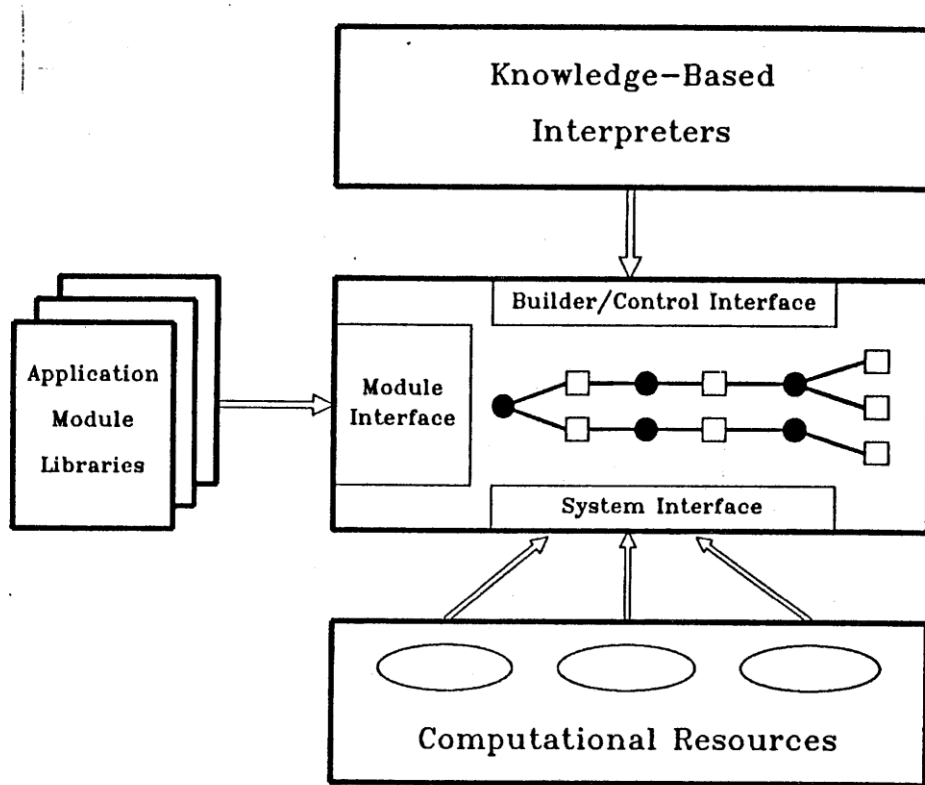 Knowledge-Based
Interpreters
Builder/Control Interface
Application
Module
Libraries
Module
Interface
System Interface
Computational Resources